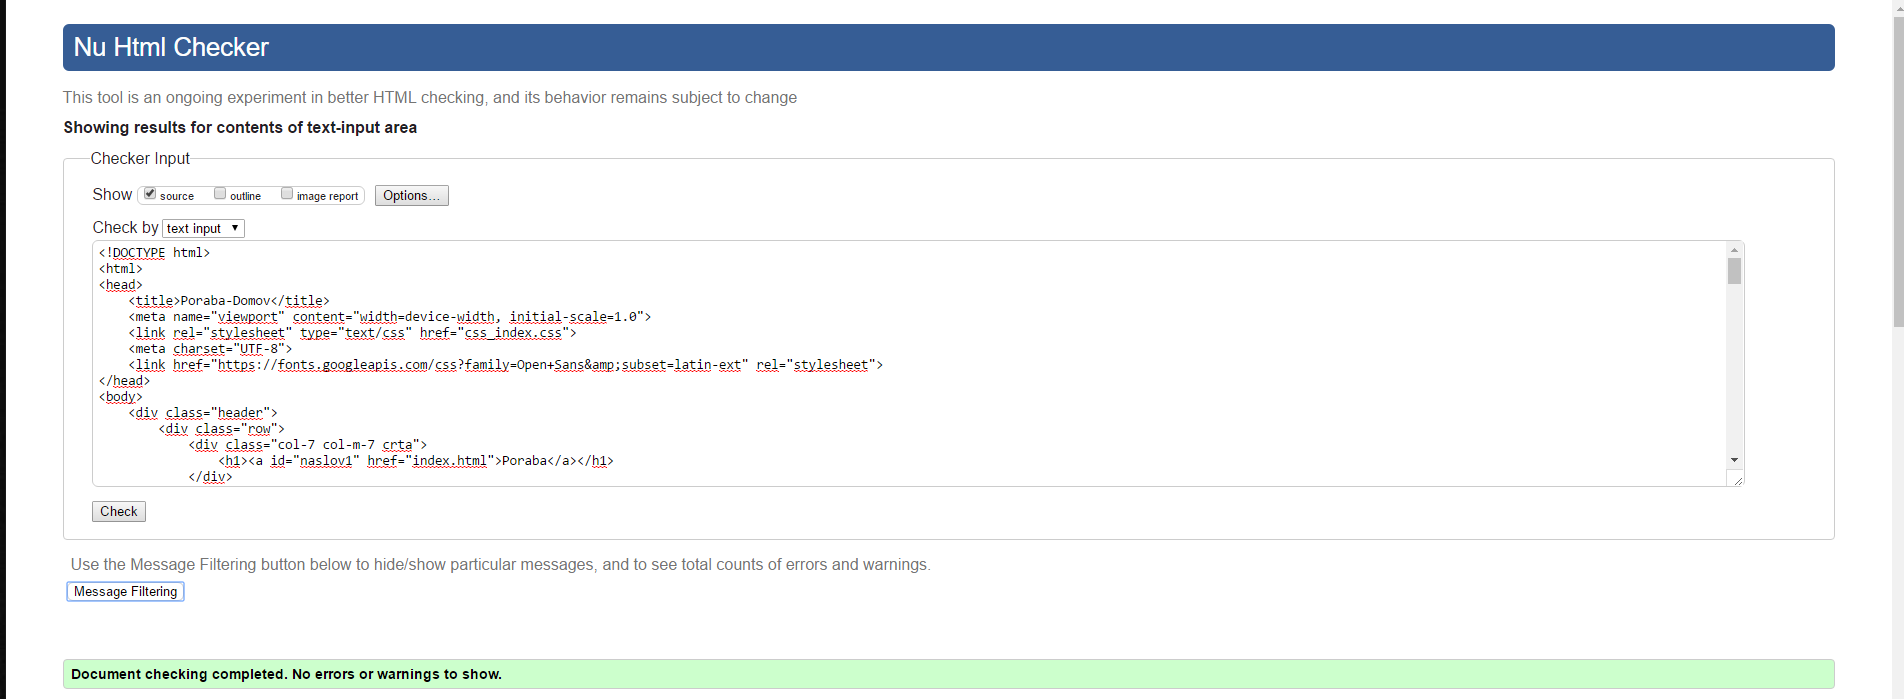 Nu Html Checker
This tool is an ongoing experiment in better HTML checking, and its behavior remains subject to change
Showing results for contents of text-input area
Checker Input
Show source outline image report Options...
Check by text input
<!DOCTYPE html>
<html>
<head>
    <title>Poraba-Domov</title>
    <meta name="viewport" content="width=device-width, initial-scale=1.0">
    <link rel="stylesheet" type="text/css" href="css_index.css">
    <meta charset="UTF-8">
    <link href="https://fonts.googleapis.com/css?family=Open+Sans&amp;subset=latin-ext" rel="stylesheet">
</head>
<body>
    <div class="header">
        <div class="row">
            <div class="col-7 col-m-7 crta">
                <h1><a id="naslov1" href="index.html">Poraba</a></h1>
            </div>
Check
Use the Message Filtering button below to hide/show particular messages, and to see total counts of errors and warnings.
Message Filtering
Document checking completed. No errors or warnings to show.